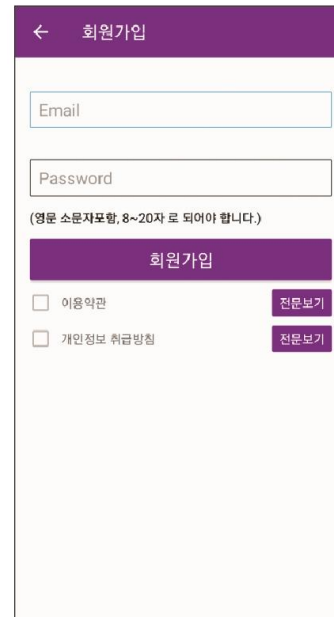 회원가입
Email
Password
(영문 소문자포함, 8~20자 로 되어야 합니다.)
회원가입
이용약관 전문보기
개인정보 취급방침 전문보기